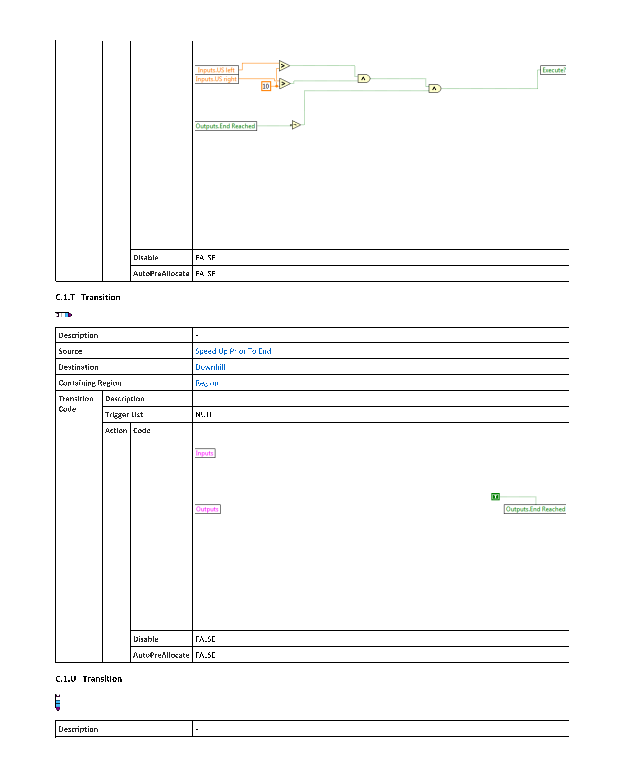 Inputs.US left
Inputs.US right
10
Execute?
Outputs.End Reached
Disable FALSE
AutoPreAllocate FALSE
C.1.T Transition
Description -
Source Speed Up Prior To End
Destination Downhill
Containing Region Region
Transition Code Description
Trigger List NULL
Action Code
Inputs
Outputs
Outputs.End Reached
Disable FALSE
AutoPreAllocate FALSE
C.1.U Transition
Description -